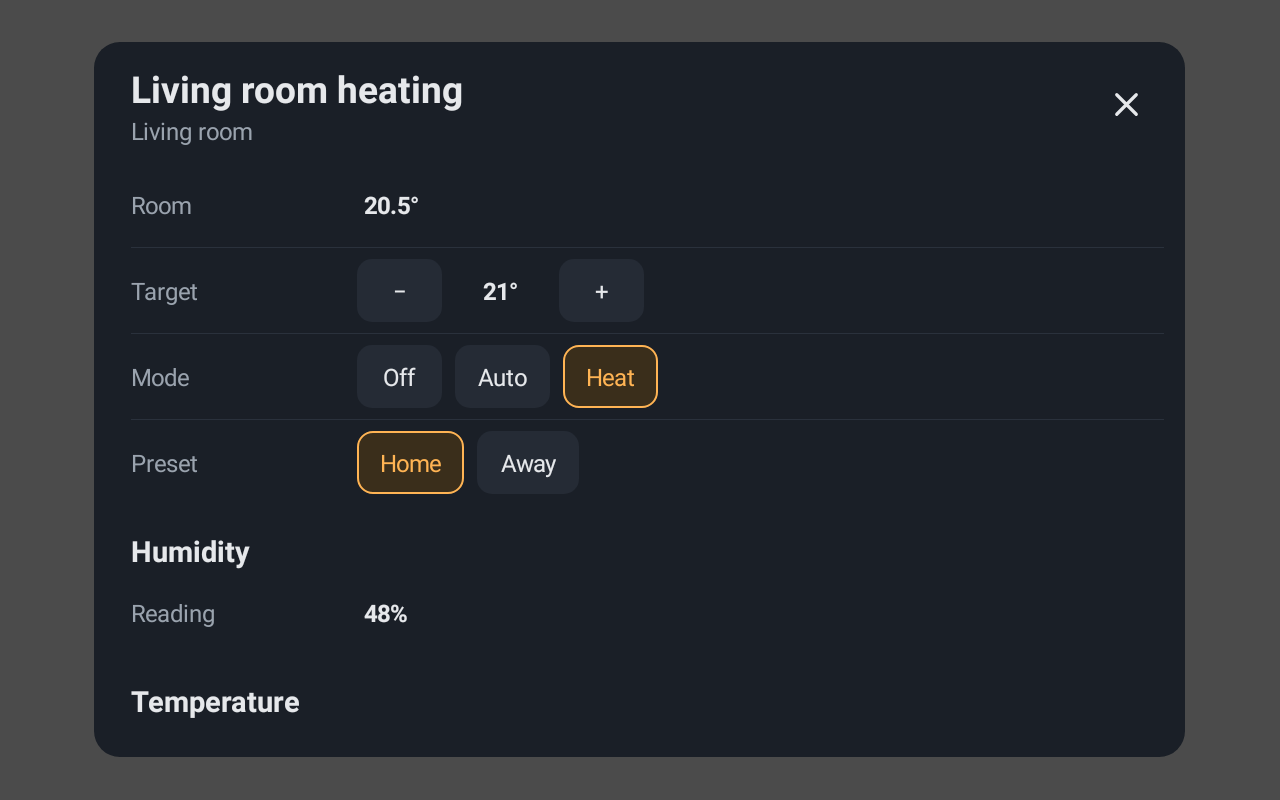 Living room heating
Living room
Room 20.5°
Target − 21° +
Mode Off Auto Heat
Preset Home Away
Humidity
Reading 48%
Temperature